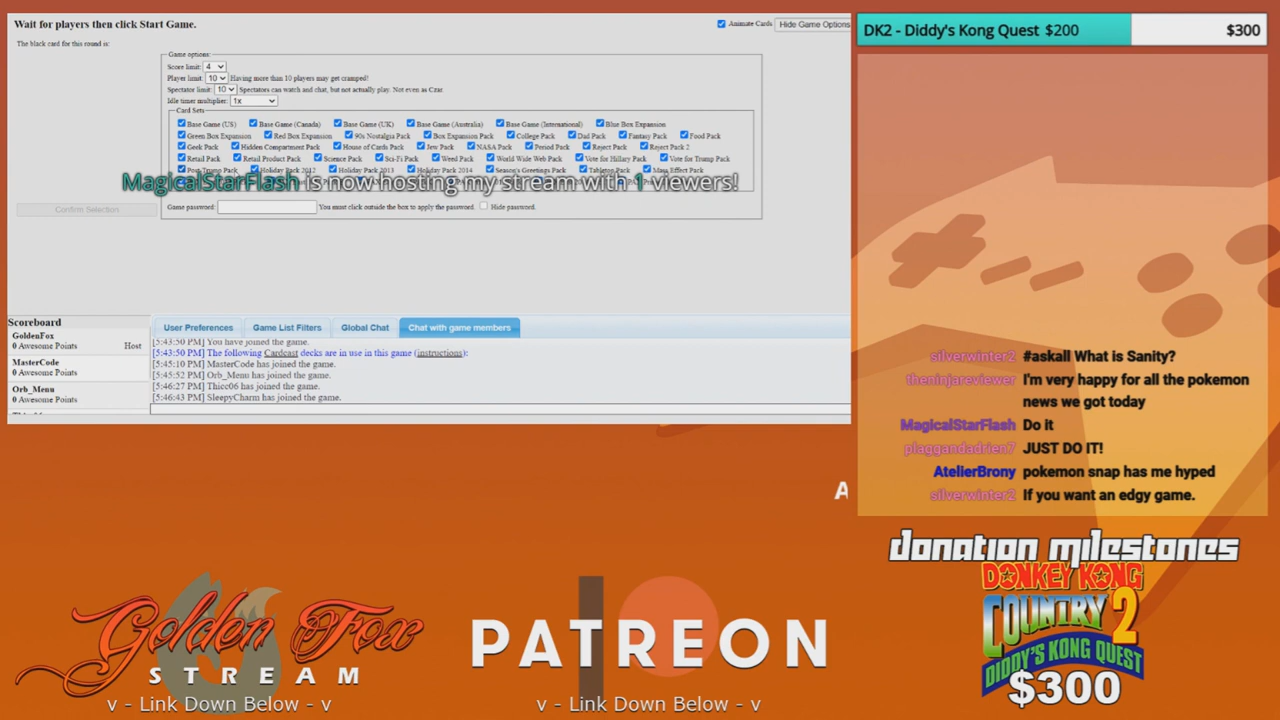 Wait for players then click Start Game.
Animate Cards Hide Game Options
The black card for this round is:
Game options:
Score limit: 4
Player limit: 10 Having more than 10 players may get cramped!
Spectator limit: 10 Spectators can watch and chat, but not actually play. Not even as Czar.
Idle timer multiplier: 1x
Card Sets
Base Game (US) Base Game (Canada) Base Game (UK) Base Game (Australia) Base Game (International) Blue Box Expansion
Green Box Expansion Red Box Expansion 90s Nostalgia Pack Box Expansion Pack College Pack Dad Pack Fantasy Pack Food Pack
Geek Pack Hidden Compartment Pack House of Cards Pack Jew Pack NASA Pack Period Pack Reject Pack Reject Pack 2
Retail Pack Retail Product Pack Science Pack Sci-Fi Pack Weed Pack World Wide Web Pack Vote for Hillary Pack Vote for Trump Pack
Post-Trump Pack Holiday Pack 2012 Holiday Pack 2013 Holiday Pack 2014 Season's Greetings Pack Tabletop Pack Mass Effect Pack
MagicalStarFlash is now hosting my stream with 1 viewers!
Confirm Selection
Game password: You must click outside the box to apply the password. Hide password.
Scoreboard
GoldenFox
0 Awesome Points Host
MasterCode
0 Awesome Points
Orb_Menu
0 Awesome Points
User Preferences Game List Filters Global Chat Chat with game members
[5:43:50 PM] You have joined the game.
[5:43:50 PM] The following Cardcast decks are in use in this game (instructions):
[5:45:10 PM] MasterCode has joined the game.
[5:45:52 PM] Orb_Menu has joined the game.
[5:46:27 PM] Thicc06 has joined the game.
[5:46:43 PM] SleepyCharm has joined the game.
DK2 - Diddy's Kong Quest $200 $300
silverwinter2 #askall What is Sanity?
theninjareviewer I'm very happy for all the pokemon
news we got today
MagicalStarFlash Do it
plaggandadrien7 JUST DO IT!
AtelierBrony pokemon snap has me hyped
silverwinter2 If you want an edgy game.
A
Golden Fox
STREAM
v - Link Down Below - v
PATREON
v - Link Down Below - v
Donation Milestones
DONKEY KONG
COUNTRY 2
DIDDY'S KONG QUEST
$300